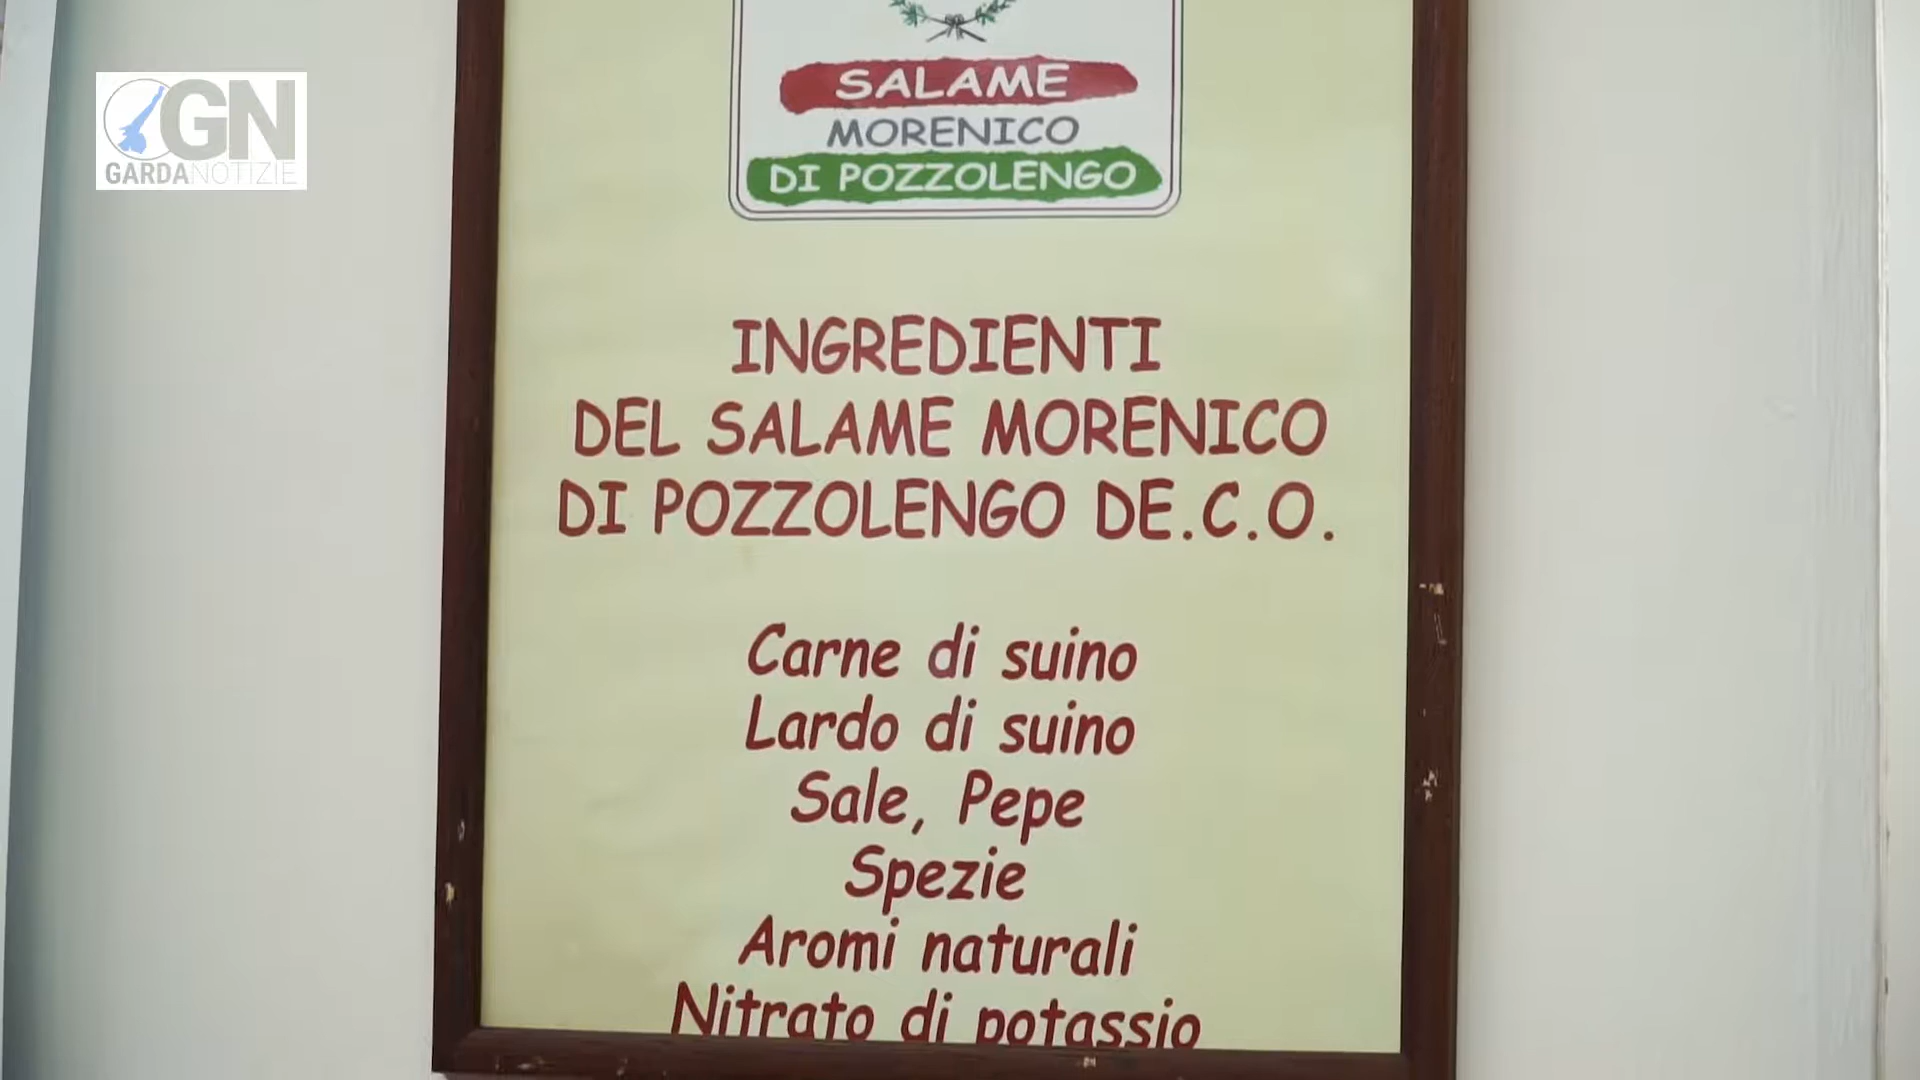 GN
GARDANOTIZIE
SALAME
MORENICO
DI POZZOLENGO
INGREDIENTI
DEL SALAME MORENICO
DI POZZOLENGO DE.C.O.
Carne di suino
Lardo di suino
Sale, Pepe
Spezie
Aromi naturali
Nitrato di potassio